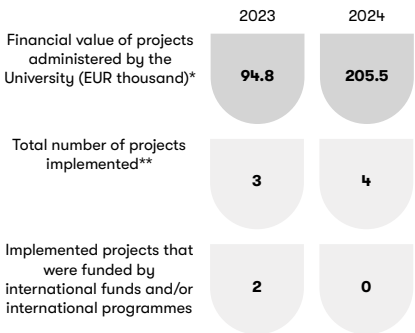 2023 2024
Financial value of projects
administered by the
University (EUR thousand)*
94.8 205.5
Total number of projects
implemented**
3 4
Implemented projects that
were funded by
international funds and/or
international programmes
2 0